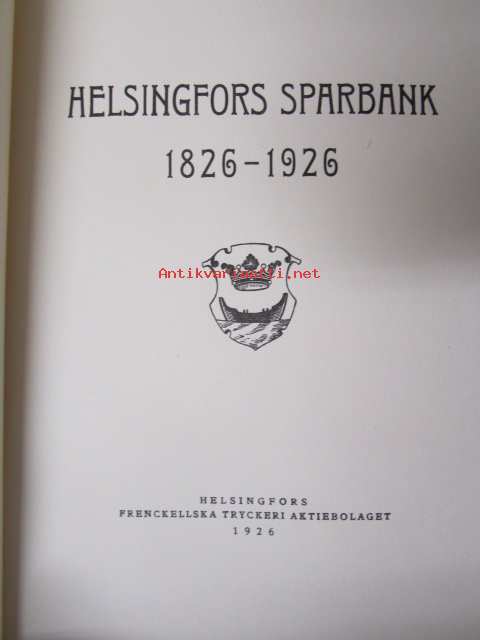 HELSINGFORS SPARBANK
1826-1926
Antikvariaatti.net
HELSINGFORS
FRENCKELLSKA TRYCKERI AKTIEBOLAGET
1926